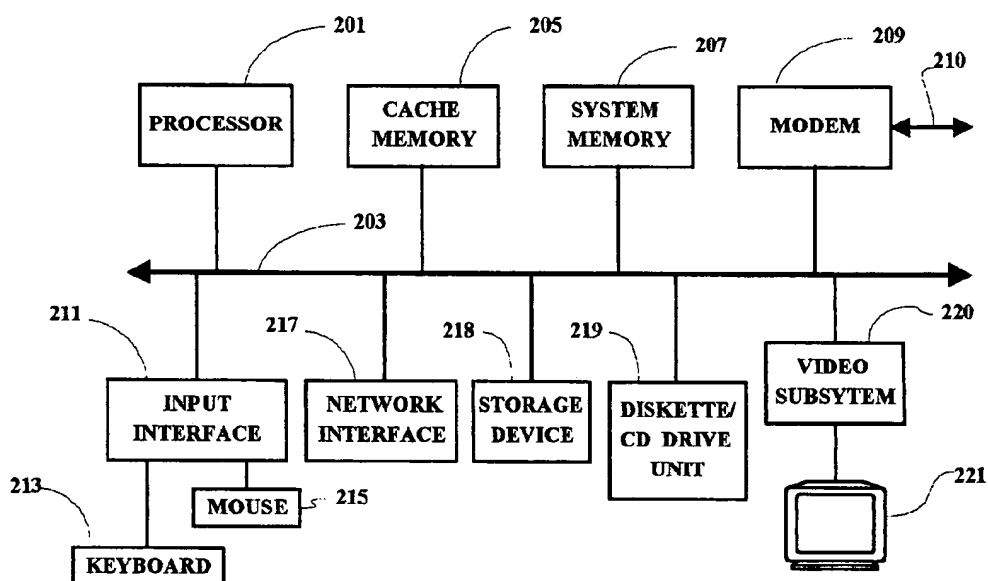 201
205
207
209
210
PROCESSOR
CACHE
MEMORY
SYSTEM
MEMORY
MODEM
203
211
217
218
219
220
INPUT
INTERFACE
NETWORK
INTERFACE
STORAGE
DEVICE
DISKETTE/
CD DRIVE
UNIT
VIDEO
SUBSYTEM
213
MOUSE
215
221
KEYBOARD